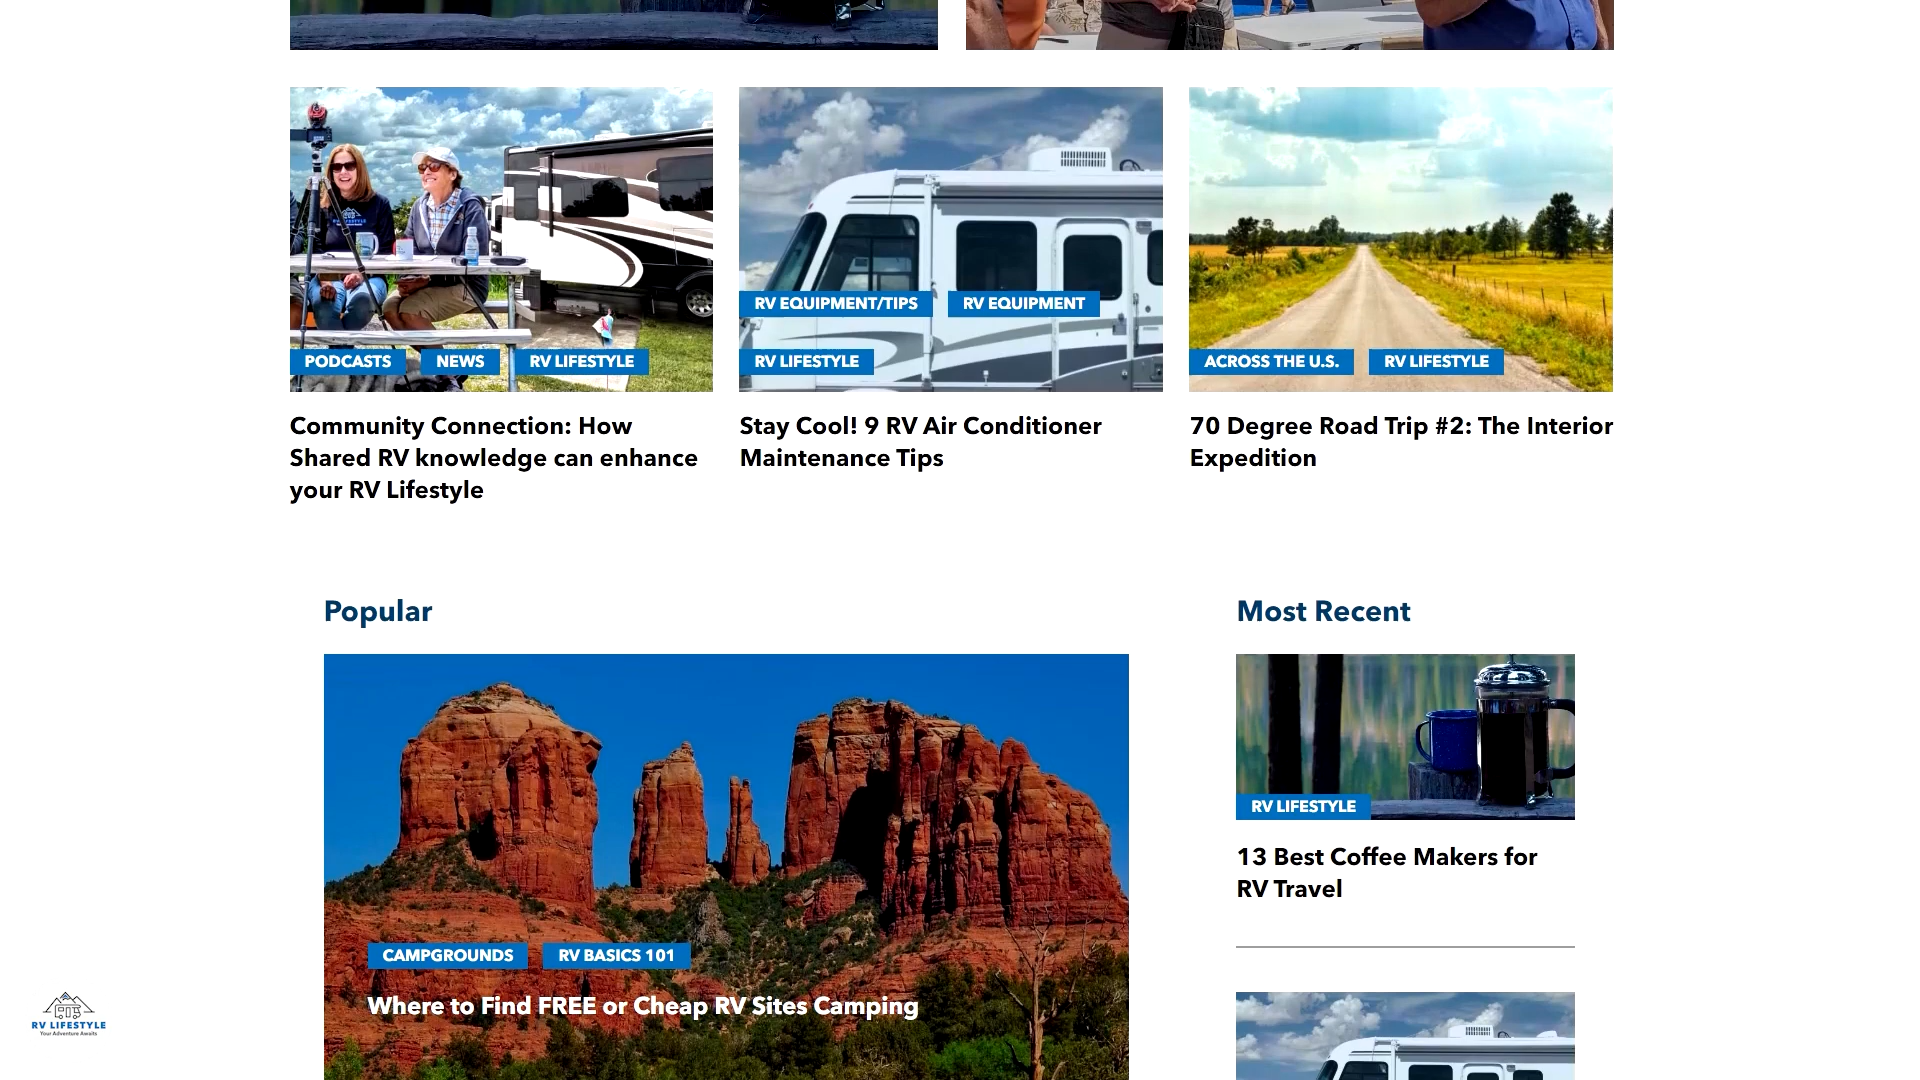 PODCASTS
NEWS
RV LIFESTYLE
Community Connection: How
Shared RV knowledge can enhance
your RV Lifestyle
RV EQUIPMENT/TIPS
RV EQUIPMENT
RV LIFESTYLE
Stay Cool! 9 RV Air Conditioner
Maintenance Tips
ACROSS THE U.S.
RV LIFESTYLE
70 Degree Road Trip #2: The Interior
Expedition
Popular
CAMPGROUNDS
RV BASICS 101
Where to Find FREE or Cheap RV Sites Camping
Most Recent
RV LIFESTYLE
13 Best Coffee Makers for
RV Travel
RV LIFESTYLE
Your Adventure Awaits